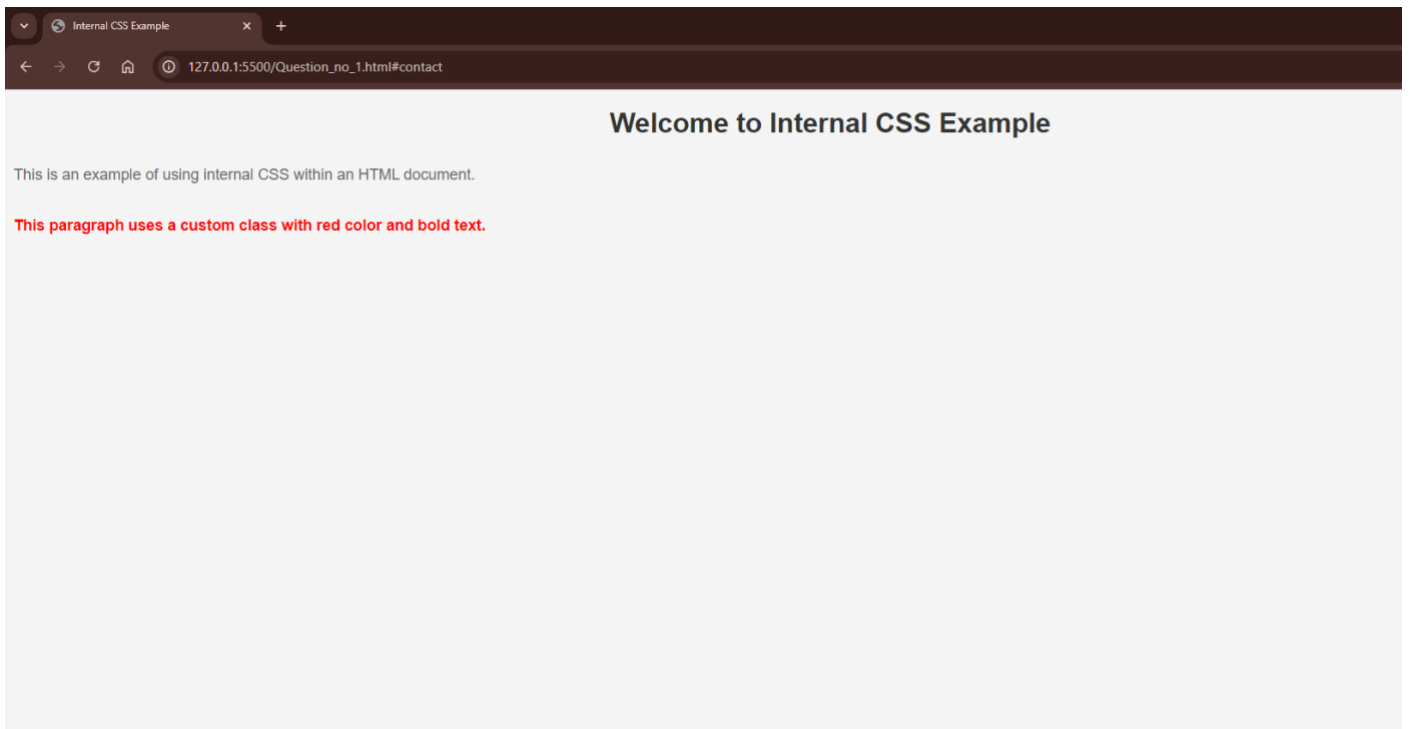 Internal CSS Example
127.0.0.1:5500/Question_no_1.html#contact
Welcome to Internal CSS Example
This is an example of using internal CSS within an HTML document.
This paragraph uses a custom class with red color and bold text.